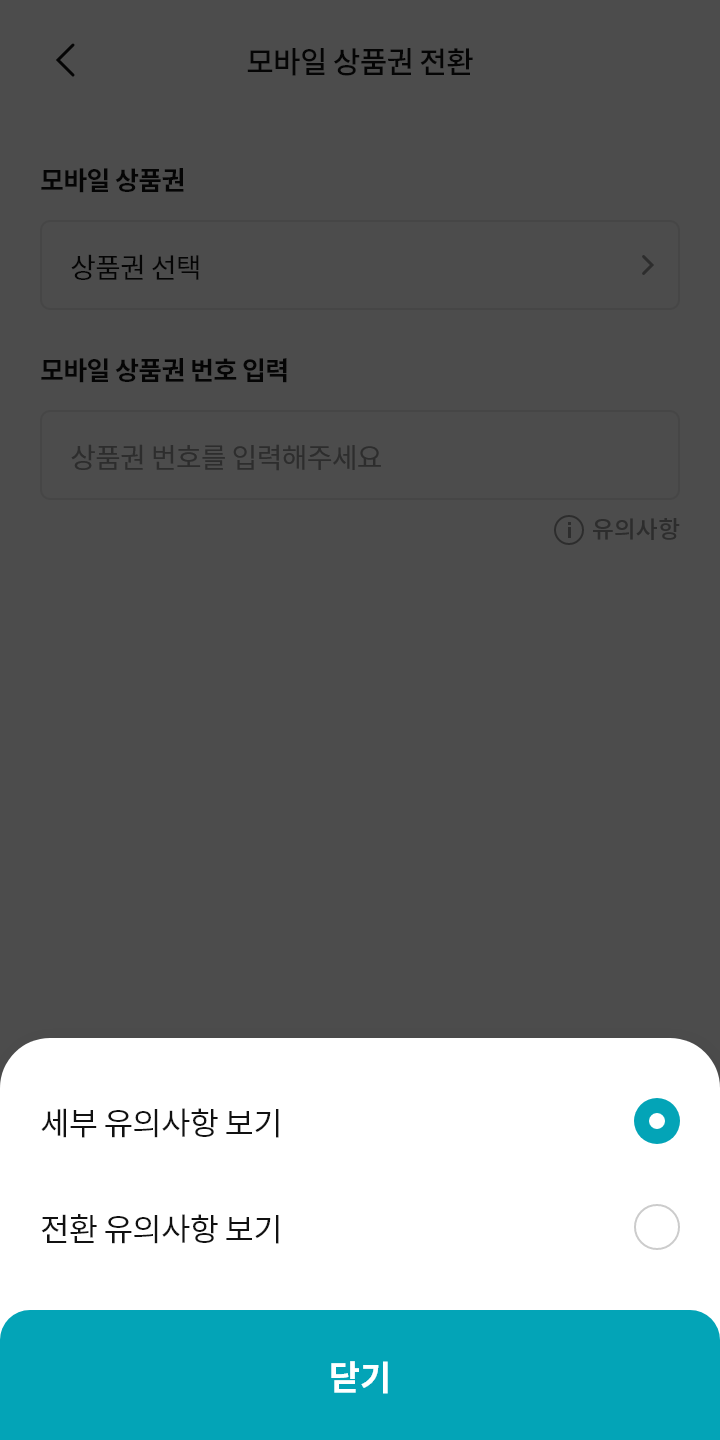 모바일 상품권 전환
모바일 상품권
상품권 선택
모바일 상품권 번호 입력
상품권 번호를 입력해주세요
유의사항
세부 유의사항 보기
전환 유의사항 보기
닫기